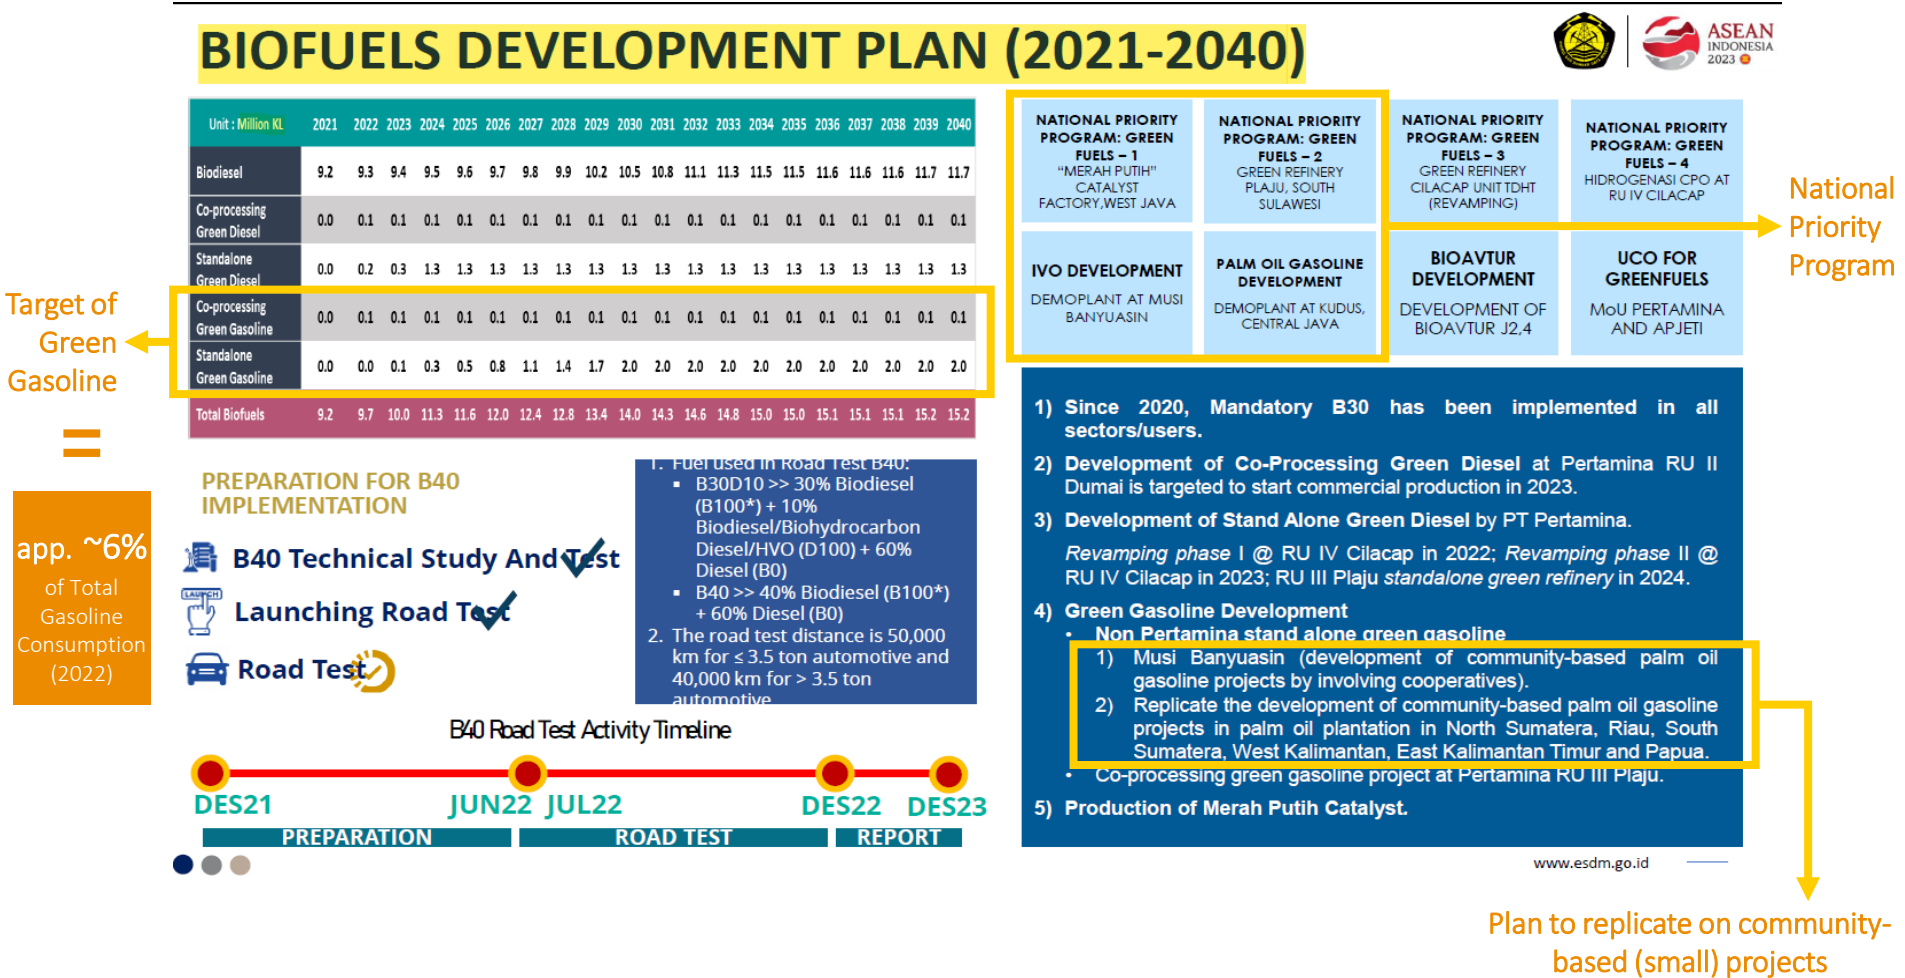 BIOFUELS DEVELOPMENT PLAN (2021-2040)
ASEAN
INDONESIA
2023
Unit : Million KL 2021 2022 2023 2024 2025 2026 2027 2028 2029 2030 2031 2032 2033 2034 2035 2036 2037 2038 2039 2040
Biodiesel 9.2 9.3 9.4 9.5 9.6 9.7 9.8 9.9 10.2 10.5 10.8 11.1 11.3 11.5 11.5 11.6 11.6 11.6 11.7 11.7
Co-processing
Green Diesel 0.0 0.1 0.1 0.1 0.1 0.1 0.1 0.1 0.1 0.1 0.1 0.1 0.1 0.1 0.1 0.1 0.1 0.1 0.1 0.1
Standalone
Green Diesel 0.0 0.2 0.3 1.3 1.3 1.3 1.3 1.3 1.3 1.3 1.3 1.3 1.3 1.3 1.3 1.3 1.3 1.3 1.3 1.3
Co-processing
Green Gasoline 0.0 0.1 0.1 0.1 0.1 0.1 0.1 0.1 0.1 0.1 0.1 0.1 0.1 0.1 0.1 0.1 0.1 0.1 0.1 0.1
Standalone
Green Gasoline 0.0 0.0 0.1 0.3 0.5 0.8 1.1 1.4 1.7 2.0 2.0 2.0 2.0 2.0 2.0 2.0 2.0 2.0 2.0 2.0
Total Biofuels 9.2 9.7 10.0 11.3 11.6 12.0 12.4 12.8 13.4 14.0 14.3 14.6 14.8 15.0 15.0 15.1 15.1 15.1 15.2 15.2
Target of
Green
Gasoline
=
app. ~6%
of Total
Gasoline
Consumption
(2022)
NATIONAL PRIORITY
PROGRAM: GREEN
FUELS – 1
"MERAH PUTIH"
CATALYST
FACTORY,WEST JAVA
NATIONAL PRIORITY
PROGRAM: GREEN
FUELS – 2
GREEN REFINERY
PLAJU, SOUTH
SULAWESI
NATIONAL PRIORITY
PROGRAM: GREEN
FUELS – 3
GREEN REFINERY
CILACAP UNIT TDHT
(REVAMPING)
NATIONAL PRIORITY
PROGRAM: GREEN
FUELS – 4
HIDROGENASI CPO AT
RU IV CILACAP
IVO DEVELOPMENT
DEMOPLANT AT MUSI
BANYUASIN
PALM OIL GASOLINE
DEVELOPMENT
DEMOPLANT AT KUDUS,
CENTRAL JAVA
BIOAVTUR
DEVELOPMENT
DEVELOPMENT OF
BIOAVTUR J2,4
UCO FOR
GREENFUELS
MoU PERTAMINA
AND APJETI
National
Priority
Program
PREPARATION FOR B40
IMPLEMENTATION
B40 Technical Study And Test
LAUNCH
Launching Road Test
Road Test
1. Fuel used in Road Test B40:
▪ B30D10 >> 30% Biodiesel
(B100*) + 10%
Biodiesel/Biohydrocarbon
Diesel/HVO (D100) + 60%
Diesel (B0)
▪ B40 >> 40% Biodiesel (B100*)
+ 60% Diesel (B0)
2. The road test distance is 50,000
km for ≤ 3.5 ton automotive and
40,000 km for > 3.5 ton
automotive
B40 Road Test Activity Timeline
DES21 JUN22 JUL22 DES22 DES23
PREPARATION ROAD TEST REPORT
1) Since 2020, Mandatory B30 has been implemented in all
sectors/users.
2) Development of Co-Processing Green Diesel at Pertamina RU II
Dumai is targeted to start commercial production in 2023.
3) Development of Stand Alone Green Diesel by PT Pertamina.
Revamping phase I @ RU IV Cilacap in 2022; Revamping phase II @
RU IV Cilacap in 2023; RU III Plaju standalone green refinery in 2024.
4) Green Gasoline Development
• Non Pertamina stand alone green gasoline
1) Musi Banyuasin (development of community-based palm oil
gasoline projects by involving cooperatives).
2) Replicate the development of community-based palm oil gasoline
projects in palm oil plantation in North Sumatera, Riau, South
Sumatera, West Kalimantan, East Kalimantan Timur and Papua.
• Co-processing green gasoline project at Pertamina RU III Plaju.
5) Production of Merah Putih Catalyst.
www.esdm.go.id
Plan to replicate on community-
based (small) projects